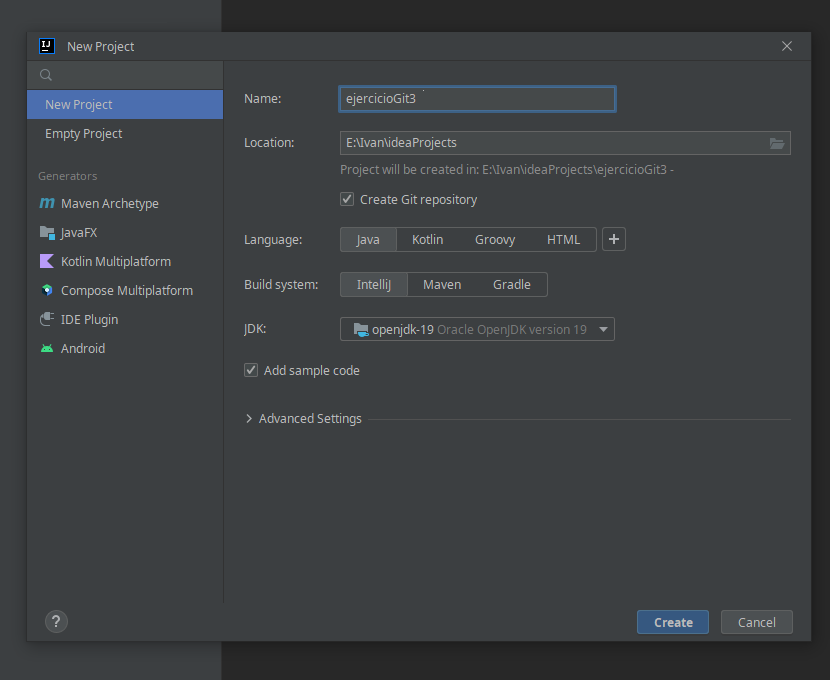 New Project
New Project
Empty Project
Generators
Maven Archetype
JavaFX
Kotlin Multiplatform
Compose Multiplatform
IDE Plugin
Android
Name: ejercicioGit3
Location: E:\Ivan\ideaProjects
Project will be created in: E:\Ivan\ideaProjects\ejercicioGit3 -
Create Git repository
Language: Java Kotlin Groovy HTML +
Build system: IntelliJ Maven Gradle
JDK: openjdk-19 Oracle OpenJDK version 19
Add sample code
Advanced Settings
? Create Cancel